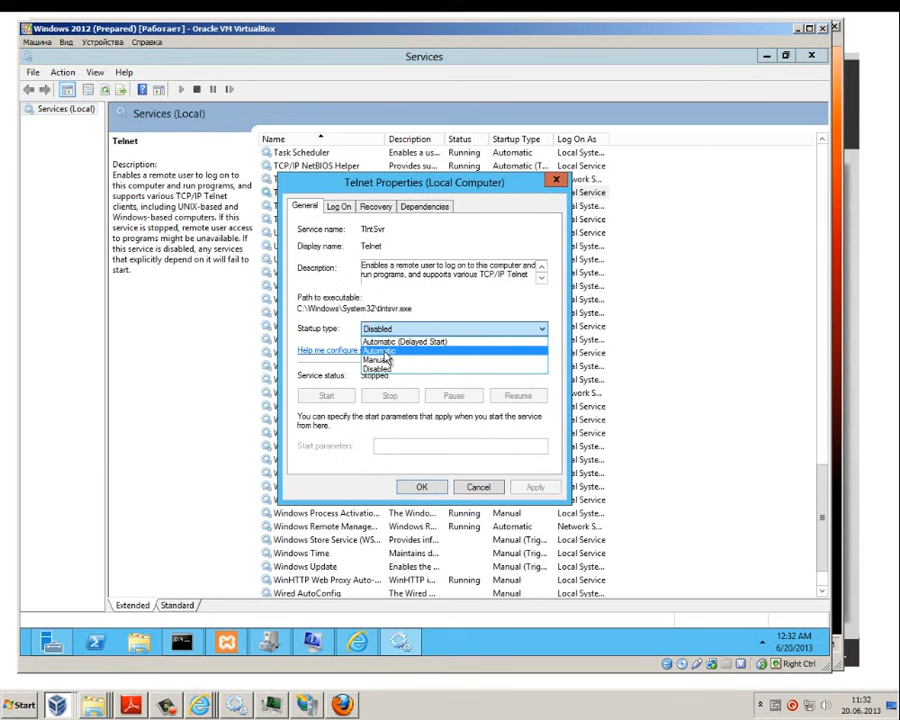 Windows 2012 (Prepared) [Работает] - Oracle VM VirtualBox
Машина Вид Устройства Справка
Services
File Action View Help
Services (Local)
Services (Local)
Telnet
Description:
Enables a remote user to log on to
this computer and run programs, and
supports various TCP/IP Telnet
clients, including UNIX-based and
Windows-based computers. If this
service is stopped, remote user access
to programs might be unavailable. If
this service is disabled, any services
that explicitly depend on it will fail to
start.
Name Description Status Startup Type Log On As
Task Scheduler Enables a us... Running Automatic Local Syste...
TCP/IP NetBIOS Helper Provides su... Running Automatic (T... Local Service
Telnet Properties (Local Computer)
General Log On Recovery Dependencies
Service name: TlntSvr
Display name: Telnet
Description: Enables a remote user to log on to this computer and
run programs, and supports various TCP/IP Telnet
Path to executable:
C:\Windows\System32\tlntsvr.exe
Startup type: Disabled
Automatic (Delayed Start)
Help me configure Automatic
Manual
Disabled
Service status: Stopped
Start Stop Pause Resume
You can specify the start parameters that apply when you start the service
from here.
Start parameters:
OK Cancel Apply
Windows Process Activatio... The Windo... Running Manual Local Syste...
Windows Remote Manage... Windows R... Running Automatic Network S...
Windows Store Service (WS... Provides inf... Manual (Trig... Local Syste...
Windows Time Maintains d... Manual (Trig... Local Service
Windows Update Enables the... Manual (Trig... Local Syste...
WinHTTP Web Proxy Auto-... WinHTTP i... Running Manual Local Service
Wired AutoConfig The Wired ... Manual Local Syste...
Extended Standard
12:32 AM
6/20/2013
Right Ctrl
Start
En
11:32
20.06.2013